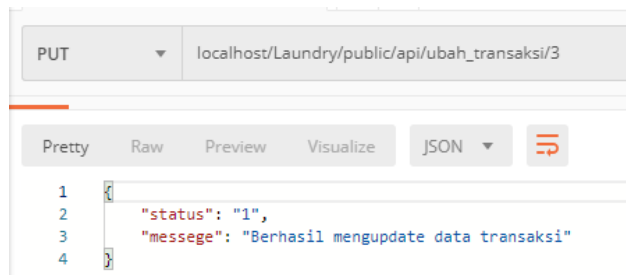 PUT localhost/Laundry/public/api/ubah_transaksi/3
Pretty Raw Preview Visualize JSON
1 {
2 "status": "1",
3 "messege": "Berhasil mengupdate data transaksi"
4 }